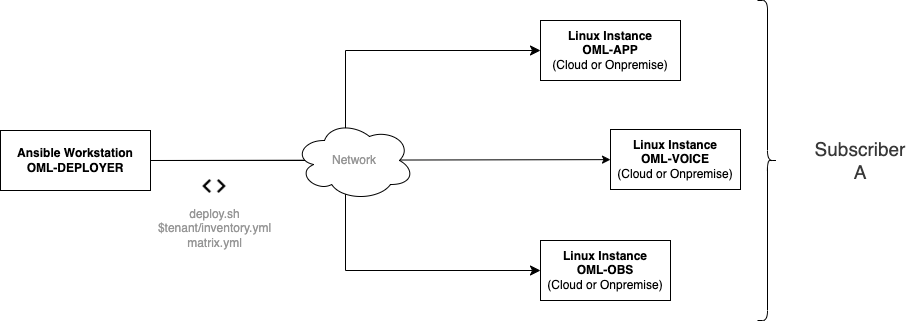 Ansible Workstation
OML-DEPLOYER
deploy.sh
$tenant/inventory.yml
matrix.yml
Network
Linux Instance
OML-APP
(Cloud or Onpremise)
Linux Instance
OML-VOICE
(Cloud or Onpremise)
Linux Instance
OML-OBS
(Cloud or Onpremise)
Subscriber
A